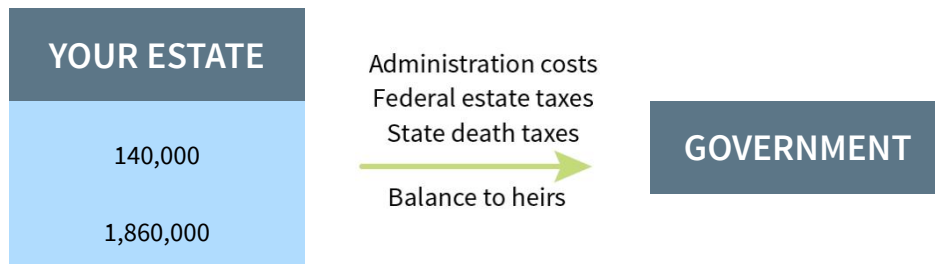 YOUR ESTATE
140,000
1,860,000
Administration costs
Federal estate taxes
State death taxes
Balance to heirs
GOVERNMENT